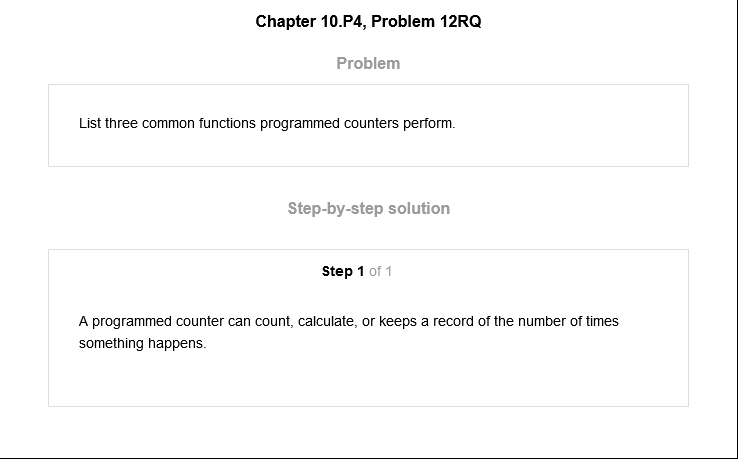 Chapter 10.P4, Problem 12RQ
Problem
List three common functions programmed counters perform.
Step-by-step solution
Step 1 of 1
A programmed counter can count, calculate, or keeps a record of the number of times
something happens.